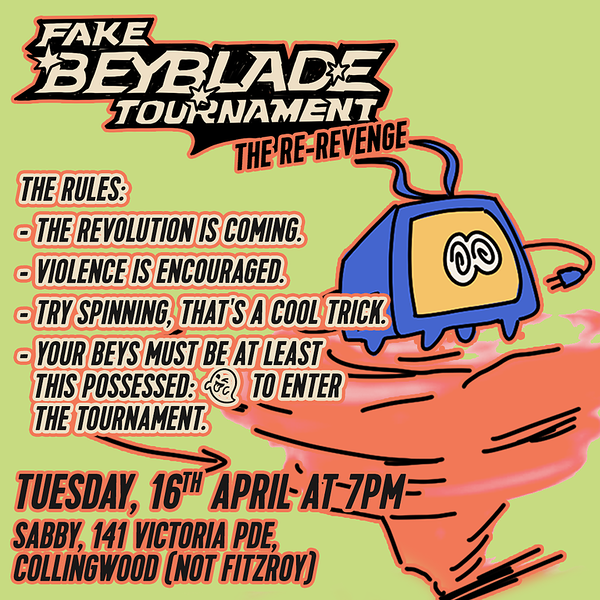 FAKE
BEYBLADE
TOURNAMENT
THE RE-REVENGE
THE RULES:
- THE REVOLUTION IS COMING.
- VIOLENCE IS ENCOURAGED.
- TRY SPINNING, THAT'S A COOL TRICK.
- YOUR BEYS MUST BE AT LEAST
THIS POSSESSED: TO ENTER
THE TOURNAMENT.
TUESDAY, 16TH APRIL AT 7PM
SABBY, 141 VICTORIA PDE,
COLLINGWOOD (NOT FITZROY)